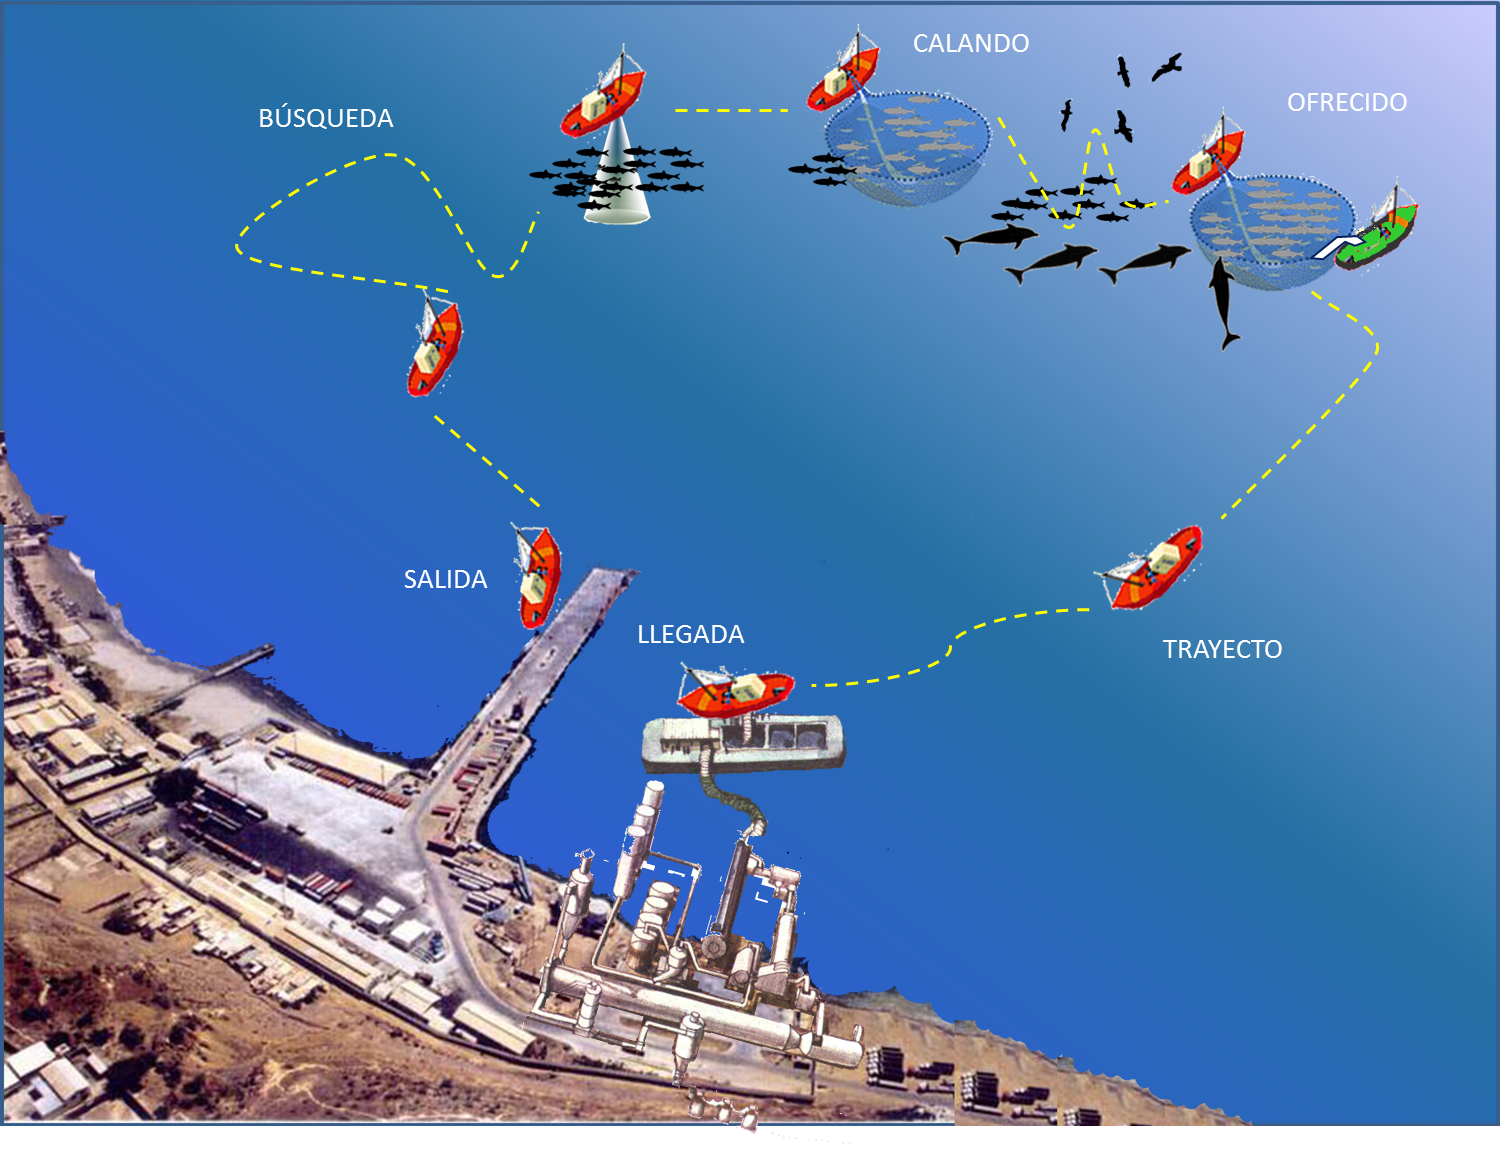 CALANDO
OFRECIDO
BÚSQUEDA
SALIDA
LLEGADA
TRAYECTO